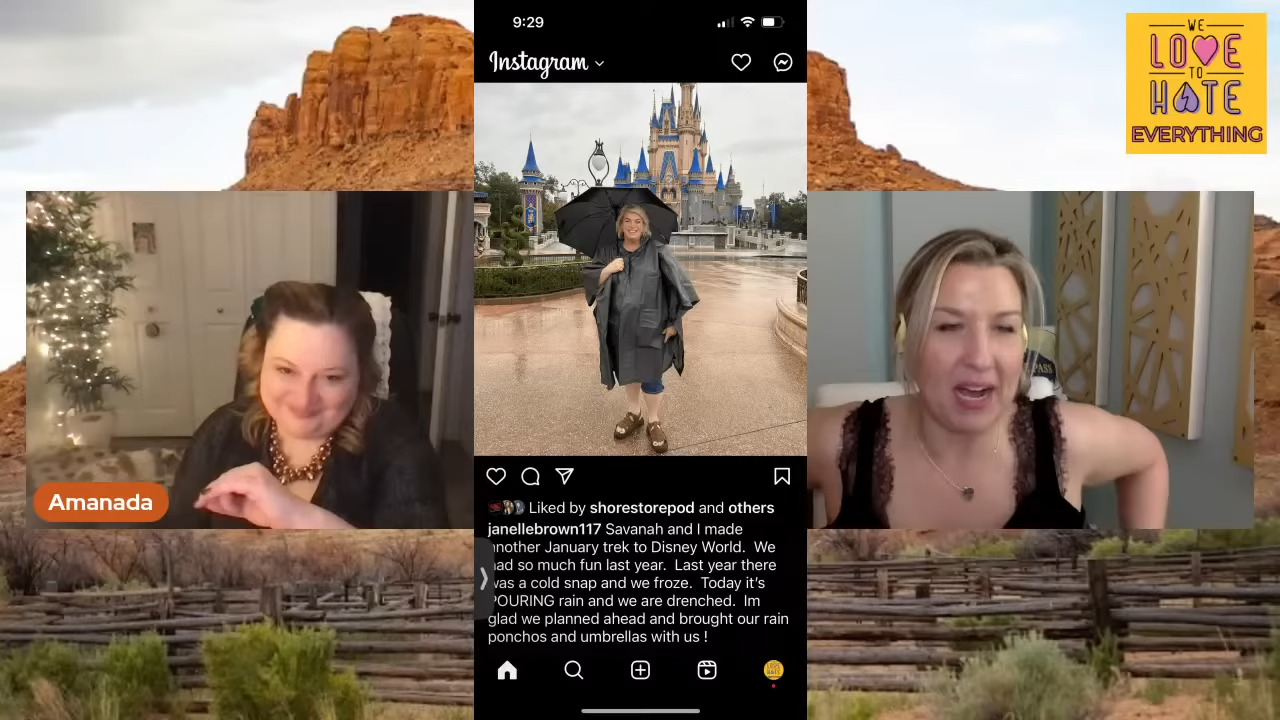 9:29
Instagram
WE
LOVE
TO
HATE
EVERYTHING
PASS
Amanada
Liked by shorestorepod and others
janellebrown117 Savanah and I made
another January trek to Disney World. We
had so much fun last year. Last year there
was a cold snap and we froze. Today it's
POURING rain and we are drenched. Im
glad we planned ahead and brought our rain
ponchos and umbrellas with us !
LOVE
HATE